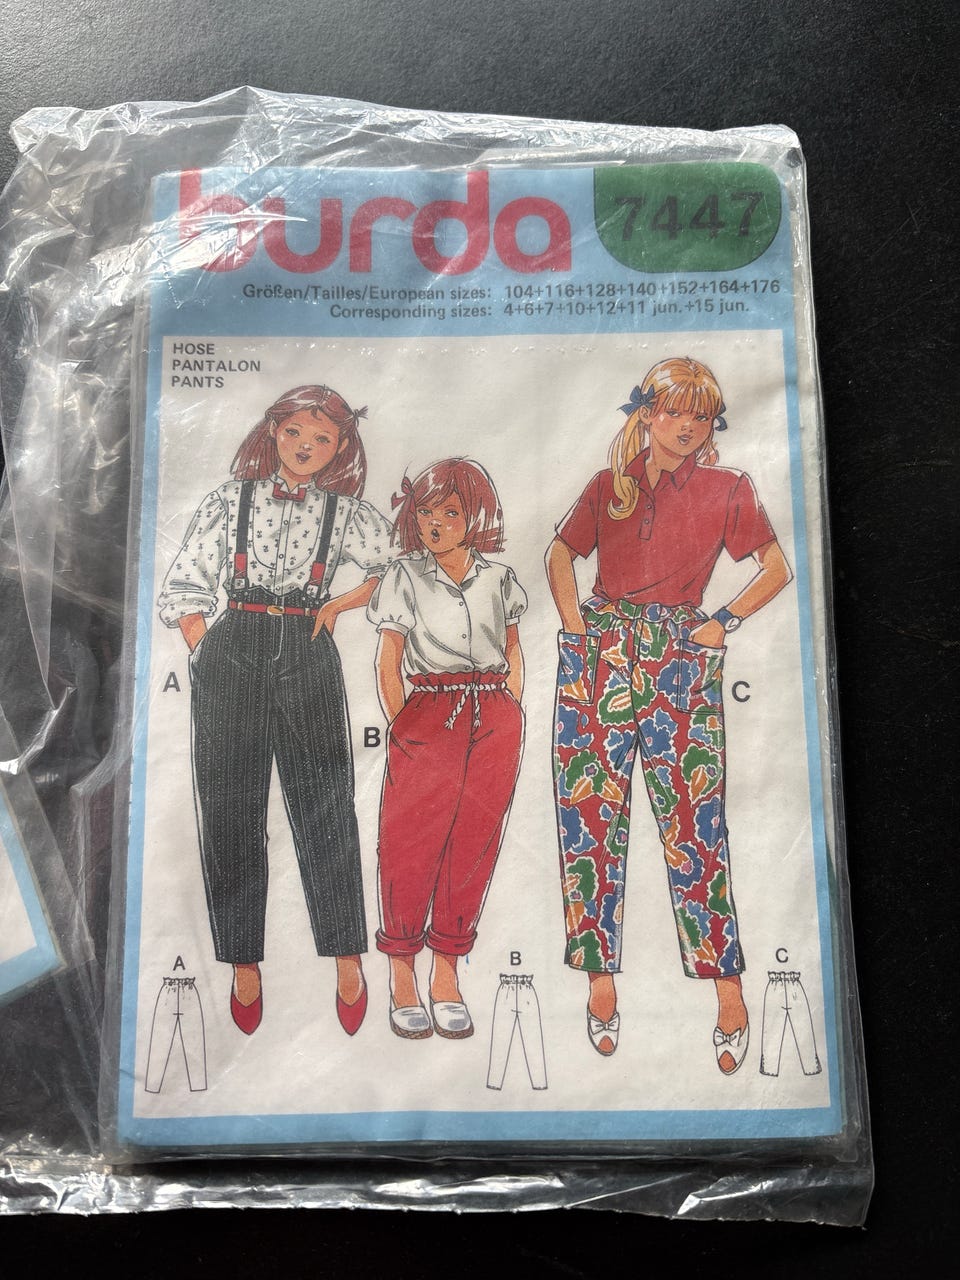 burda
7447
Größen/Tailles/European sizes: 104+116+128+140+152+164+176
Corresponding sizes: 4+6+7+10+12+11 jun.+15 jun.
HOSE
PANTALON
PANTS
A
B
C
A
B
C